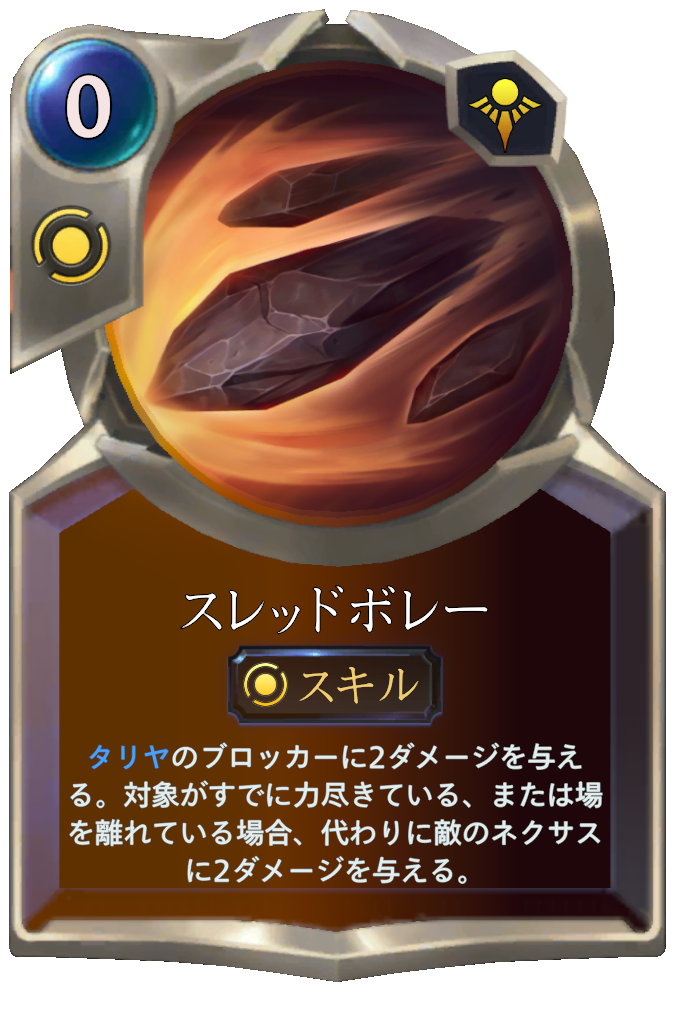 0
スレッドボレー
スキル
タリヤのブロッカーに2ダメージを与え
る。対象がすでに力尽きている、または場
を離れている場合、代わりに敵のネクサス
に2ダメージを与える。